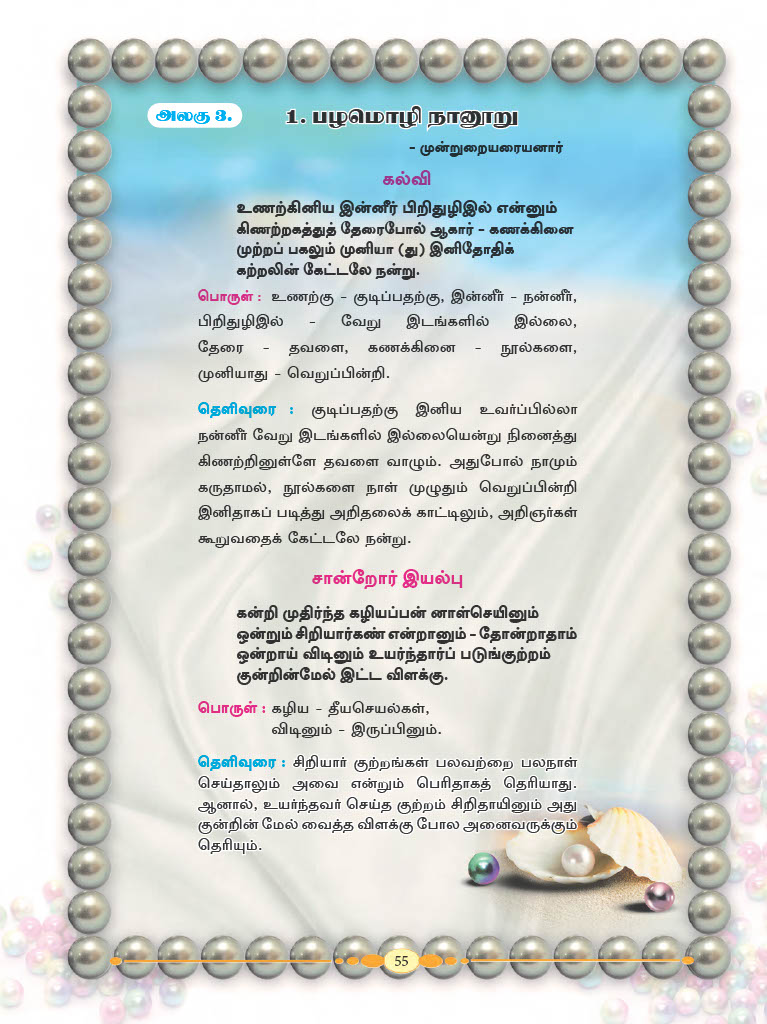 அலகு 3.
1. பழமொழி நானூறு
- முன்றுறையரையனார்
கல்வி
உணற்கினிய இன்னீர் பிறிதுழிஇல் என்னும்
கிணற்றகத்துத் தேரைபோல் ஆகார் - கணக்கினை
முற்றப் பகலும் முனியா (து) இனிதோதிக்
கற்றலின் கேட்டலே நன்று.
பொருள் : உணற்கு - குடிப்பதற்கு, இன்னீர் - நன்னீர்,
பிறிதுழிஇல் - வேறு இடங்களில் இல்லை,
தேரை - தவளை, கணக்கினை - நூல்களை,
முனியாது - வெறுப்பின்றி.
தெளிவுரை : குடிப்பதற்கு இனிய உவர்ப்பில்லா
நன்னீர் வேறு இடங்களில் இல்லையென்று நினைத்து
கிணற்றினுள்ளே தவளை வாழும். அதுபோல் நாமும்
கருதாமல், நூல்களை நாள் முழுதும் வெறுப்பின்றி
இனிதாகப் படித்து அறிதலைக் காட்டிலும், அறிஞர்கள்
கூறுவதைக் கேட்டலே நன்று.
சான்றோர் இயல்பு
கன்றி முதிர்ந்த கழியப்பன் னாள்செயினும்
ஒன்றும் சிறியார்கண் என்றானும் - தோன்றாதாம்
ஒன்றாய் விடினும் உயர்ந்தார்ப் படுங்குற்றம்
குன்றின்மேல் இட்ட விளக்கு.
பொருள் : கழிய - தீயசெயல்கள்,
விடினும் - இருப்பினும்.
தெளிவுரை : சிறியார் குற்றங்கள் பலவற்றை பலநாள்
செய்தாலும் அவை என்றும் பெரிதாகத் தெரியாது.
ஆனால், உயர்ந்தவர் செய்த குற்றம் சிறிதாயினும் அது
குன்றின் மேல் வைத்த விளக்கு போல அனைவருக்கும்
தெரியும்.
55